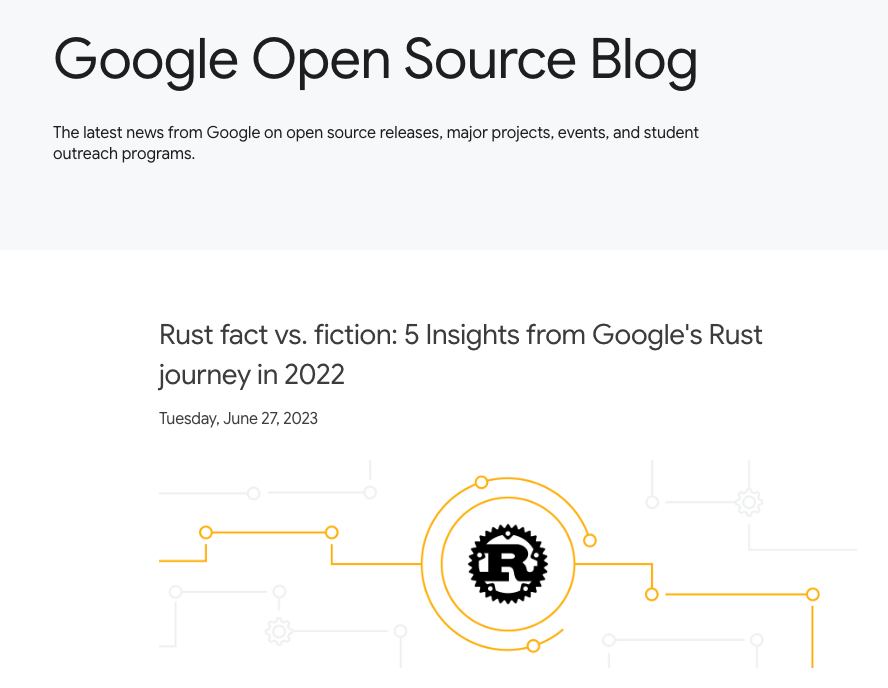 Google Open Source Blog
The latest news from Google on open source releases, major projects, events, and student
outreach programs.
Rust fact vs. fiction: 5 Insights from Google's Rust
journey in 2022
Tuesday, June 27, 2023
R